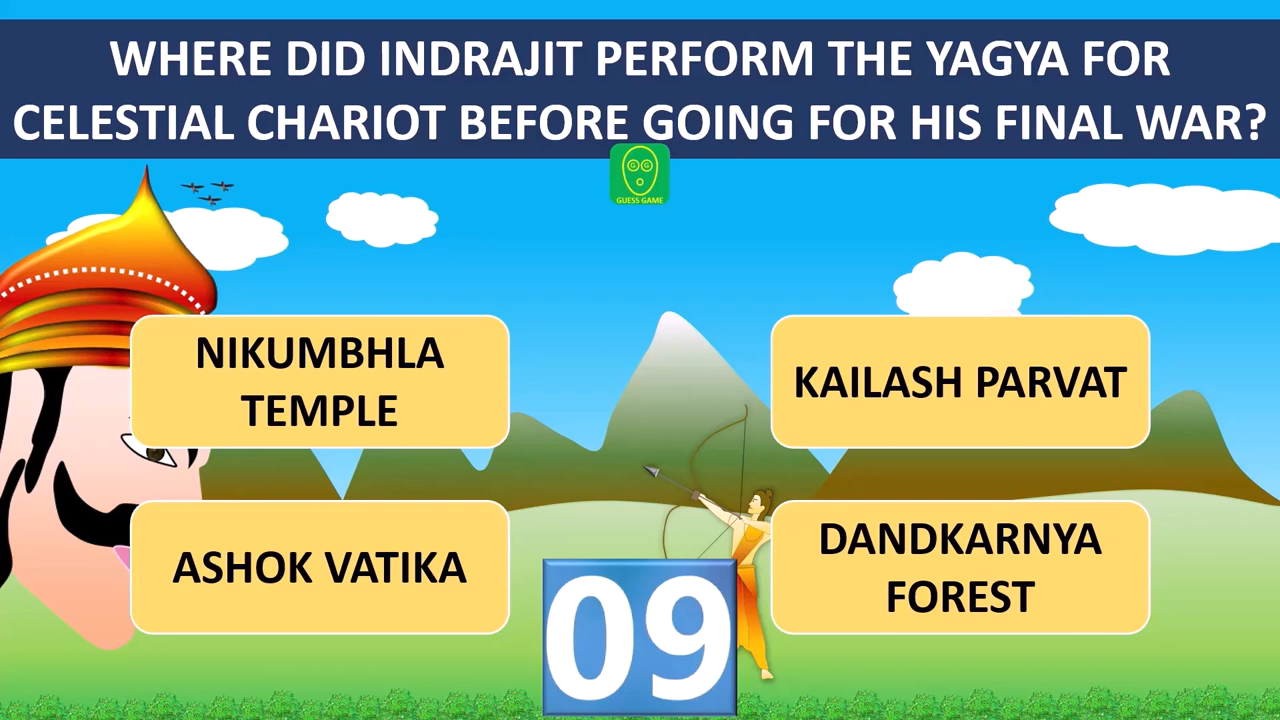 WHERE DID INDRAJIT PERFORM THE YAGYA FOR
CELESTIAL CHARIOT BEFORE GOING FOR HIS FINAL WAR?
G G
O
GUESS GAME
NIKUMBHLA
TEMPLE
KAILASH PARVAT
ASHOK VATIKA
DANDKARNYA
FOREST
09